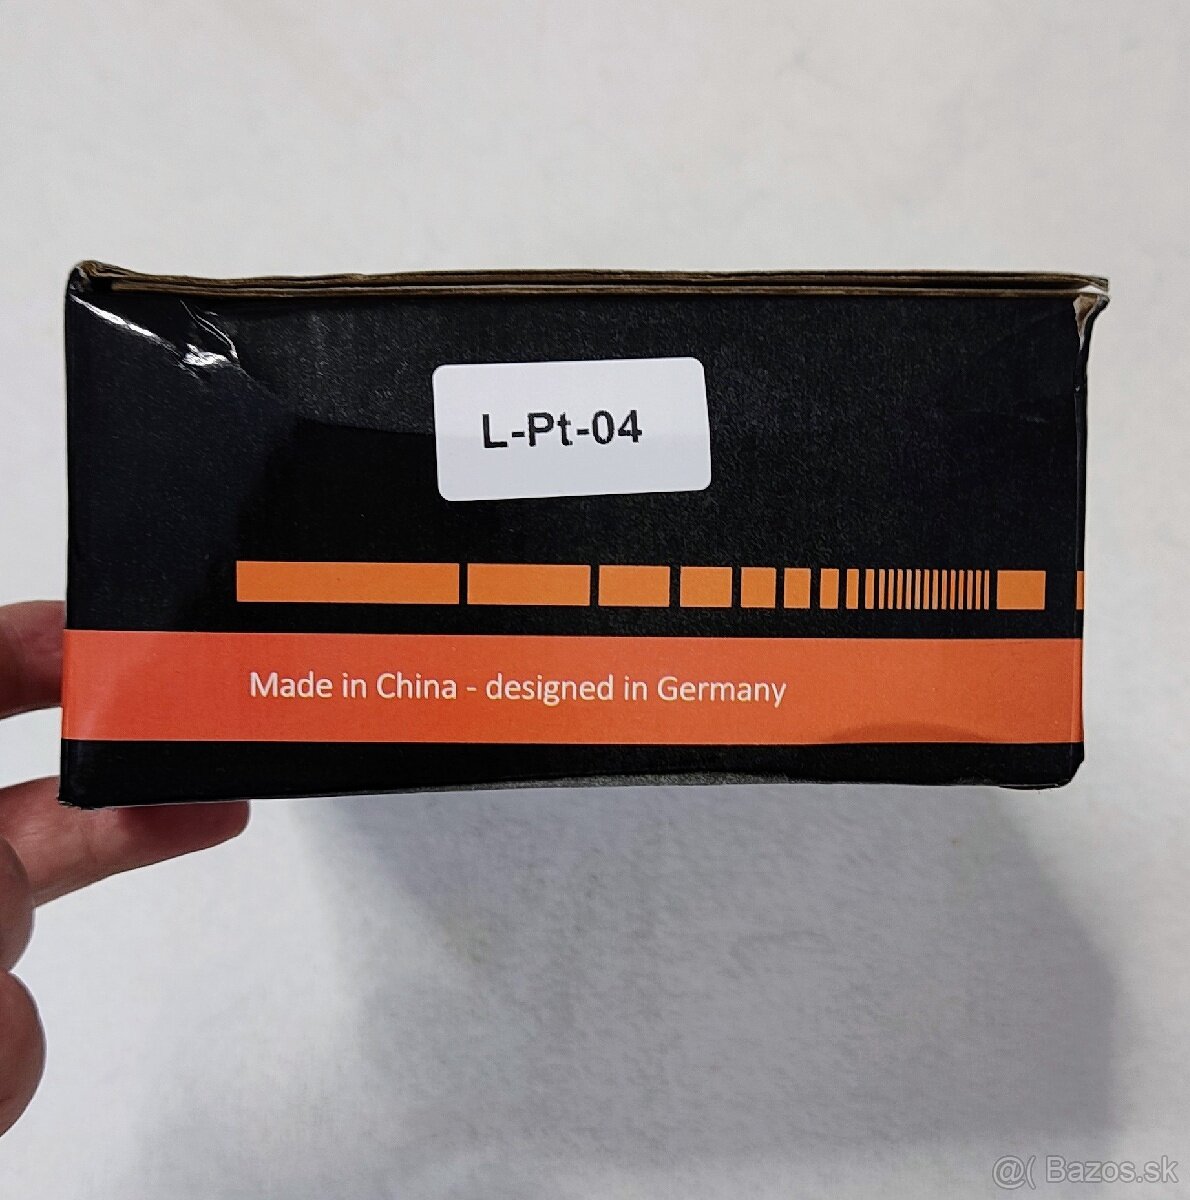 L-Pt-04
Made in China - designed in Germany
@( Bazos.sk